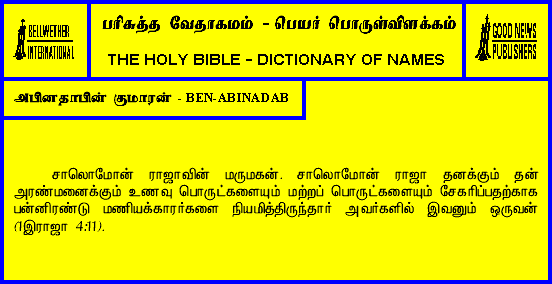 BELLWETHER
INTERNATIONAL
பரிசுத்த வேதாகமம் - பெயர் பொருள்விளக்கம்
THE HOLY BIBLE - DICTIONARY OF NAMES
GOOD NEWS
PUBLISHERS
அபினதாபின் குமாரன் - BEN-ABINADAB
சாலொமோன் ராஜாவின் மருமகன். சாலொமோன் ராஜா தனக்கும் தன்
அரண்மனைக்கும் உணவு பொருட்களையும் மற்றப் பொருட்களையும் சேகரிப்பதற்காக
பன்னிரண்டு மணியக்காரர்களை நியமித்திருந்தார் அவர்களில் இவனும் ஒருவன்
(1இராஜா 4:11).